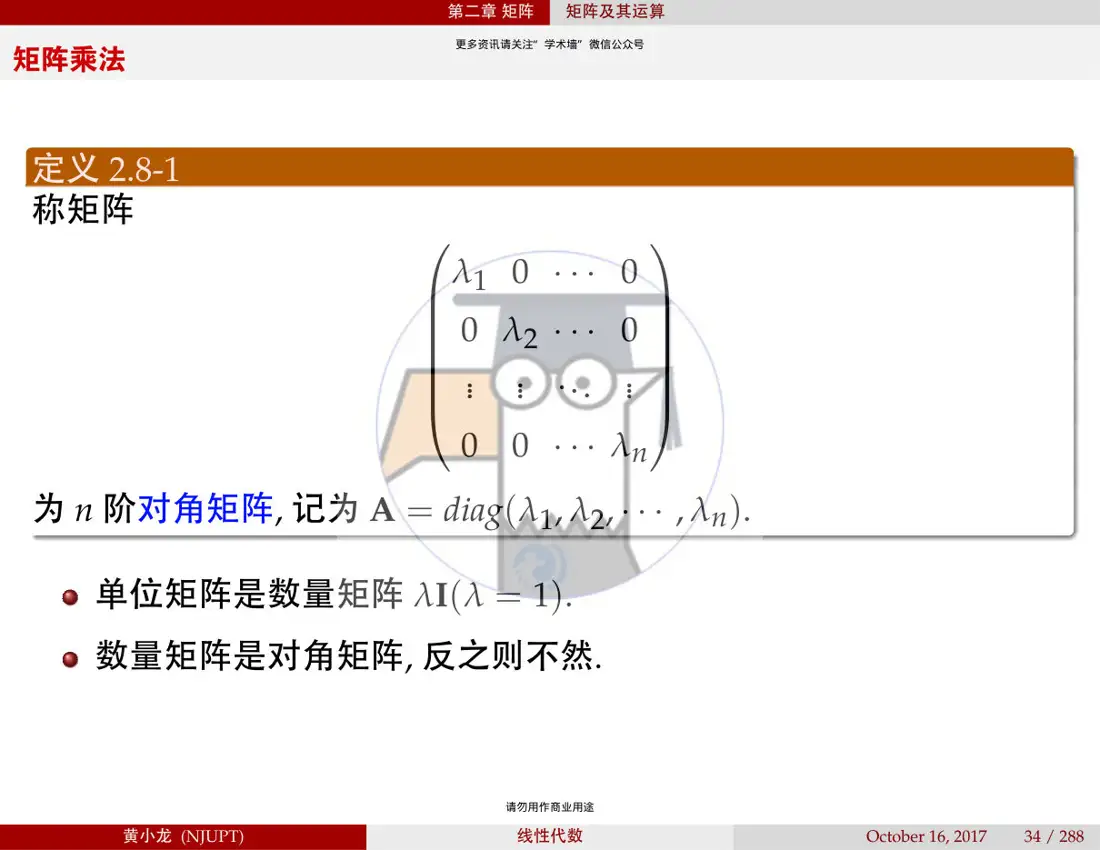 第二章 矩阵 矩阵及其运算
更多资讯请关注“学术墙”微信公众号
矩阵乘法
定义 2.8-1
称矩阵
λ1 0 ⋯ 0
0 λ2 ⋯ 0
⋮ ⋮ ⋱ ⋮
0 0 ⋯ λn
为 n 阶对角矩阵, 记为 A = diag(λ1, λ2, ⋯ , λn).
单位矩阵是数量矩阵 λI(λ = 1).
数量矩阵是对角矩阵, 反之则不然.
请勿用作商业用途
黄小龙 (NJUPT) 线性代数 October 16, 2017 34 / 288